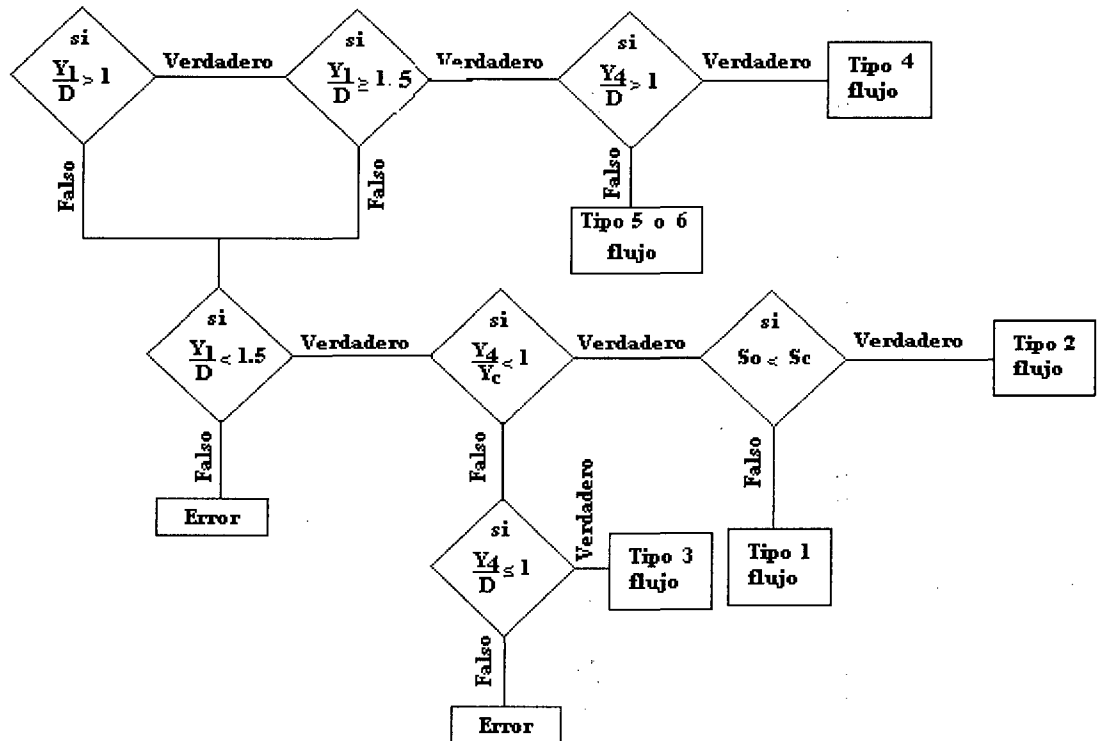 si
Y1
D > 1
Verdadero
Falso
si
Y1
D ≥ 1.5
Verdadero
Falso
si
Y4
D > 1
Verdadero
Falso
Tipo 4
flujo
Tipo 5 o 6
flujo
si
Y1
D < 1.5
Verdadero
Falso
Error
si
Y4
Yc < 1
Verdadero
Falso
si
So < Sc
Verdadero
Falso
Tipo 2
flujo
si
Y4
D ≤ 1
Verdadero
Falso
Tipo 3
flujo
Tipo 1
flujo
Error